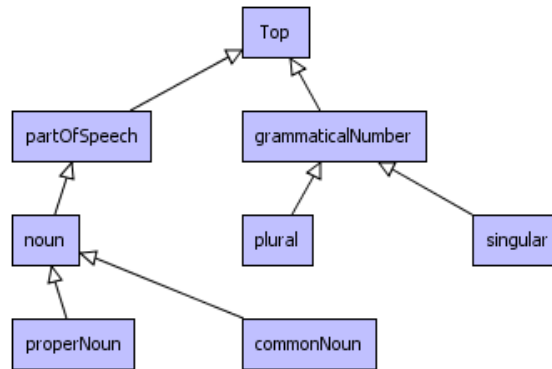 Top
partOfSpeech
grammaticalNumber
noun
plural
singular
properNoun
commonNoun